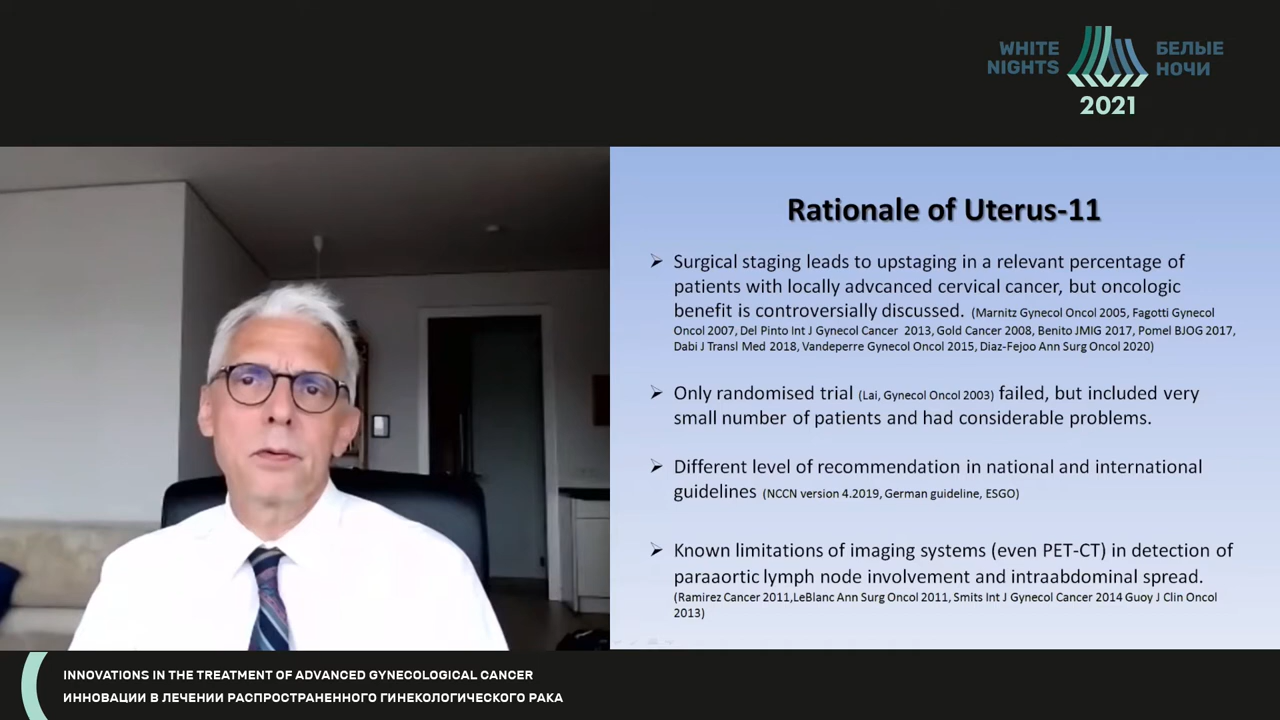 WHITE
NIGHTS
БЕЛЫЕ
НОЧИ
2021
Rationale of Uterus-11
Surgical staging leads to upstaging in a relevant percentage of
patients with locally advcanced cervical cancer, but oncologic
benefit is controversially discussed. (Marnitz Gynecol Oncol 2005, Fagotti Gynecol
Oncol 2007, Del Pinto Int J Gynecol Cancer 2013, Gold Cancer 2008, Benito JMIG 2017, Pomel BJOG 2017,
Dabi J Transl Med 2018, Vandeperre Gynecol Oncol 2015, Diaz-Fejoo Ann Surg Oncol 2020)
Only randomised trial (Lai, Gynecol Oncol 2003) failed, but included very
small number of patients and had considerable problems.
Different level of recommendation in national and international
guidelines (NCCN version 4.2019, German guideline, ESGO)
Known limitations of imaging systems (even PET-CT) in detection of
paraaortic lymph node involvement and intraabdominal spread.
(Ramirez Cancer 2011,LeBlanc Ann Surg Oncol 2011, Smits Int J Gynecol Cancer 2014 Guoy J Clin Oncol
2013)
INNOVATIONS IN THE TREATMENT OF ADVANCED GYNECOLOGICAL CANCER
ИННОВАЦИИ В ЛЕЧЕНИИ РАСПРОСТРАНЕННОГО ГИНЕКОЛОГИЧЕСКОГО РАКА